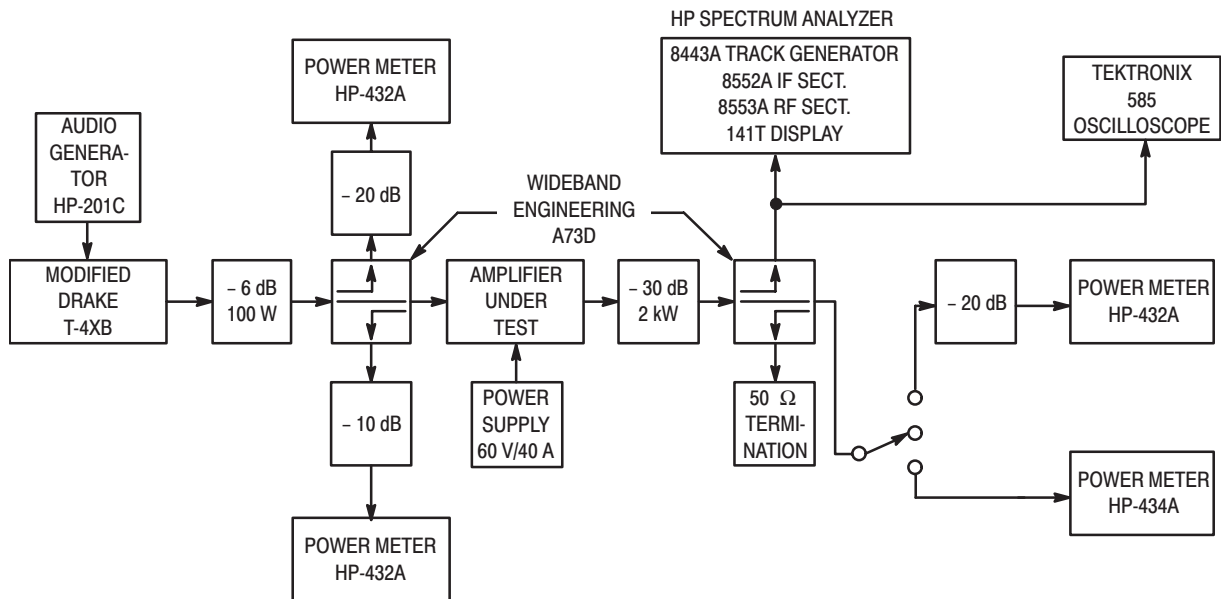 HP SPECTRUM ANALYZER
8443A TRACK GENERATOR
8552A IF SECT.
8553A RF SECT.
141T DISPLAY
POWER METER
HP-432A
TEKTRONIX
585
OSCILLOSCOPE
AUDIO
GENERA-
TOR
HP-201C
– 20 dB
WIDEBAND
ENGINEERING
A73D
MODIFIED
DRAKE
T-4XB
– 6 dB
100 W
AMPLIFIER
UNDER
TEST
– 30 dB
2 kW
– 20 dB
POWER METER
HP-432A
– 10 dB
POWER
SUPPLY
60 V/40 A
50 Ω
TERMI-
NATION
POWER METER
HP-434A
POWER METER
HP-432A